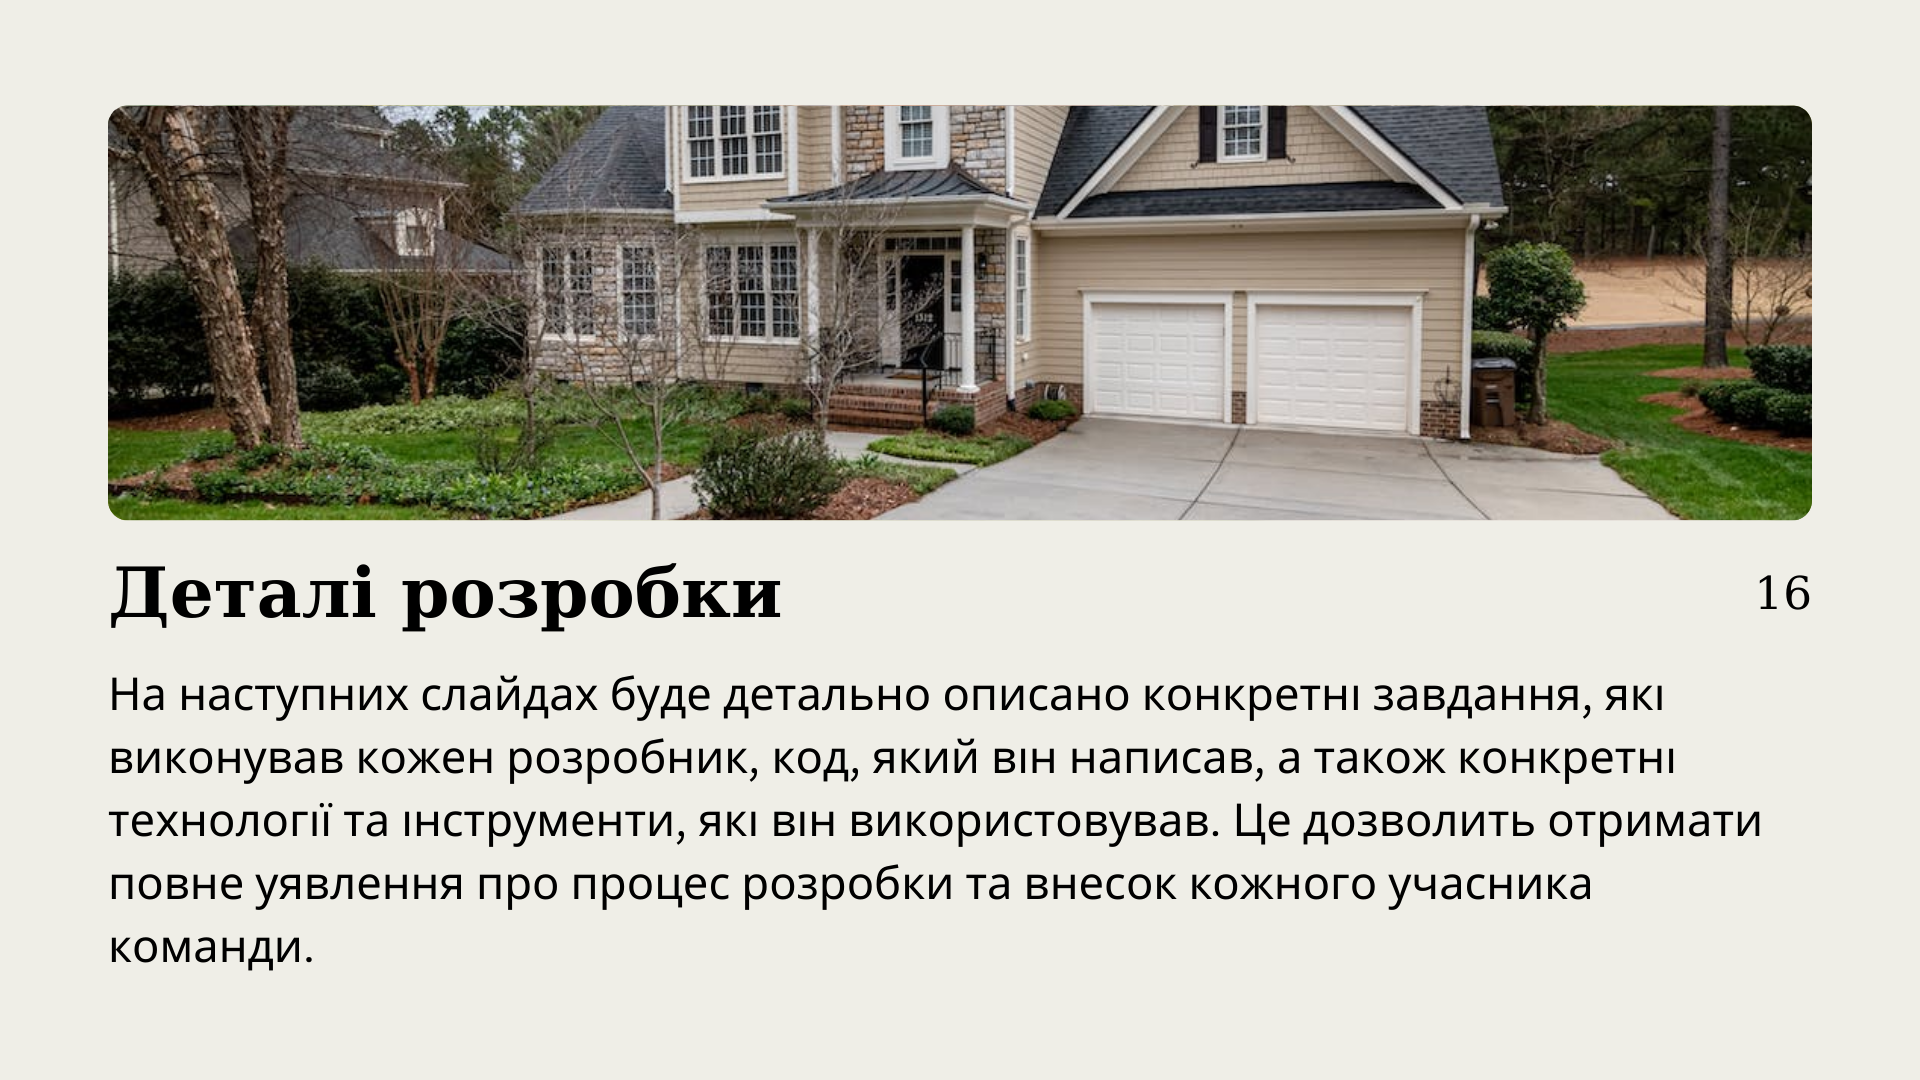 Деталі розробки
16
На наступних слайдах буде детально описано конкретні завдання, які
виконував кожен розробник, код, який він написав, а також конкретні
технології та інструменти, які він використовував. Це дозволить отримати
повне уявлення про процес розробки та внесок кожного учасника
команди.